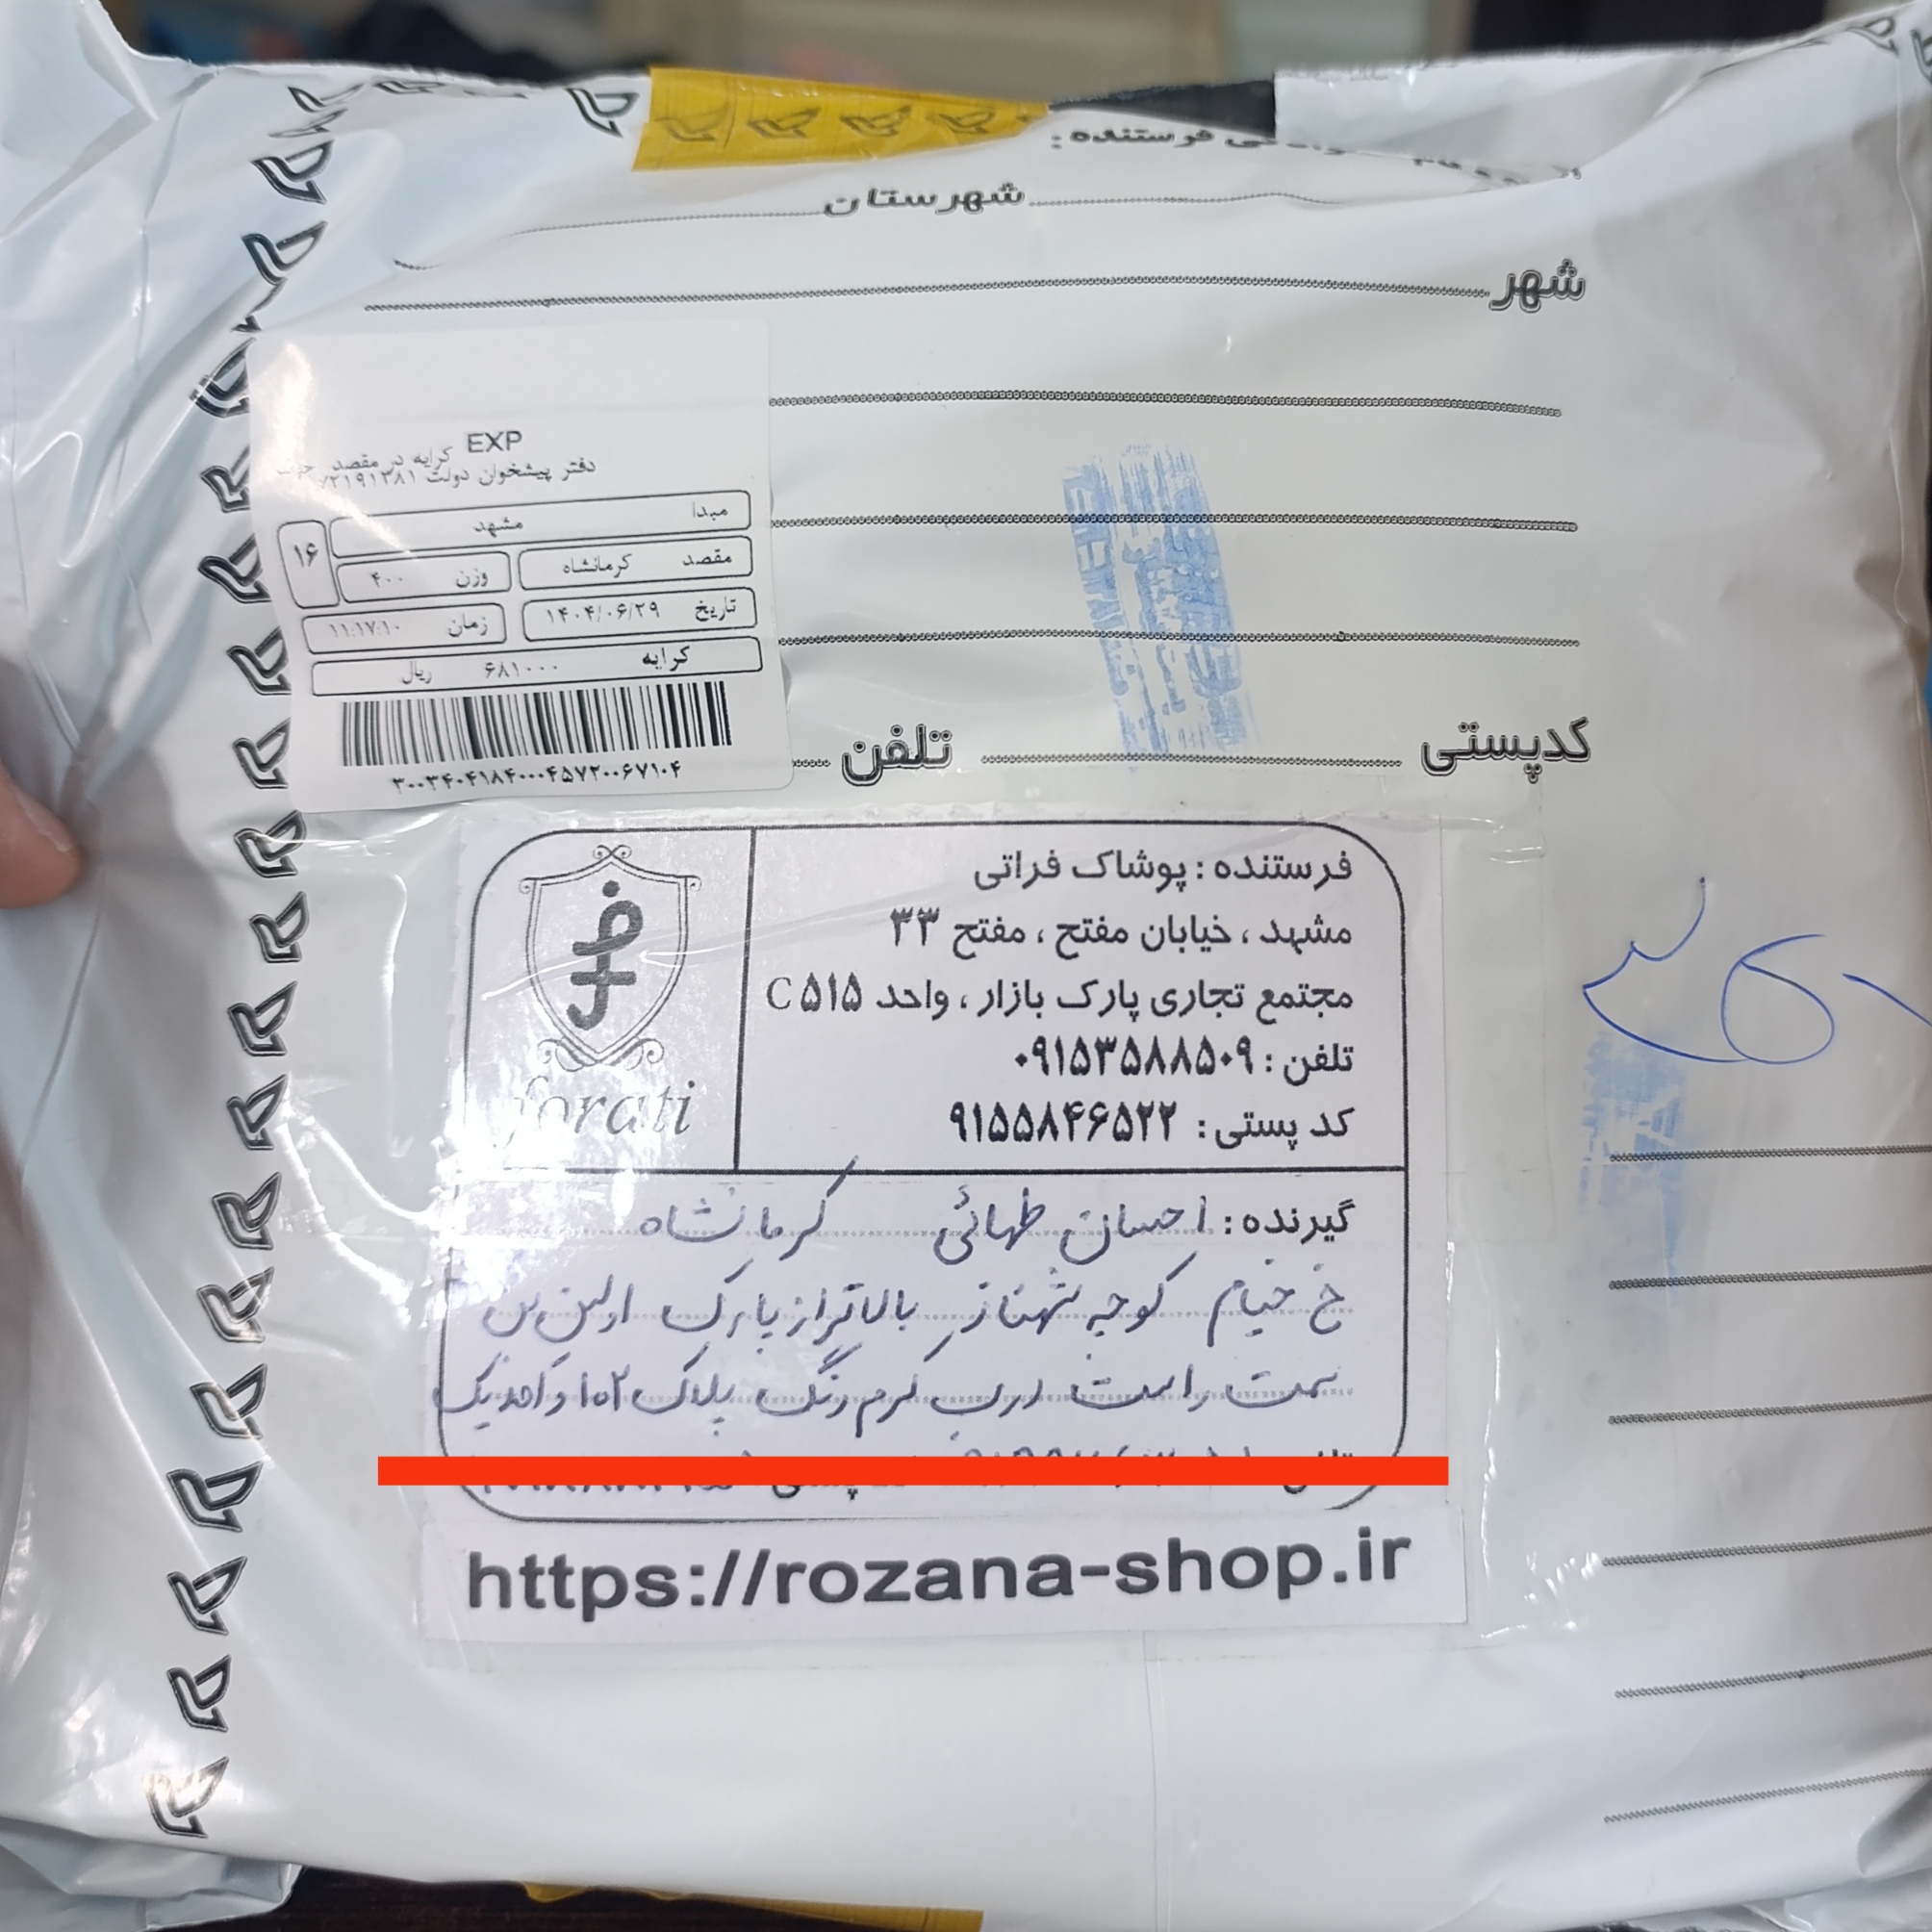 فرستنده :
شهرستان
شهر
EXP
کرایه در مقصد
دفتر پیشخوان دولت ۷۲۱۹۱۳۸۱
مبدا مشهد
۱۶
مقصد کرمانشاه
وزن ۴۰۰
تاریخ ۱۴۰۴/۰۶/۲۹
زمان ۱۱:۱۷:۱۰
کرایه ۶۸۱۰۰۰ ریال
۳۰۰۳۴۰۴۱۸۴۰۰۰۴۵۷۲۰۰۶۷۱۰۴
کدپستی
تلفن
فرستنده : پوشاک فراتی
مشهد ، خیابان مفتح ، مفتح ۳۳
مجتمع تجاری پارک بازار ، واحد C ۵۱۵
تلفن : ۰۹۱۵۳۵۸۸۵۰۹
کد پستی : ۹۱۵۵۸۴۶۵۲۲
forati
گیرنده : احسان طهائی کرمانشاه
خ خیام کوچه شهناز بالاتر از پارک اولین بن
سمت راست درب کرم رنگ پلاک ۱۰۲ واحد یک
https://rozana-shop.ir